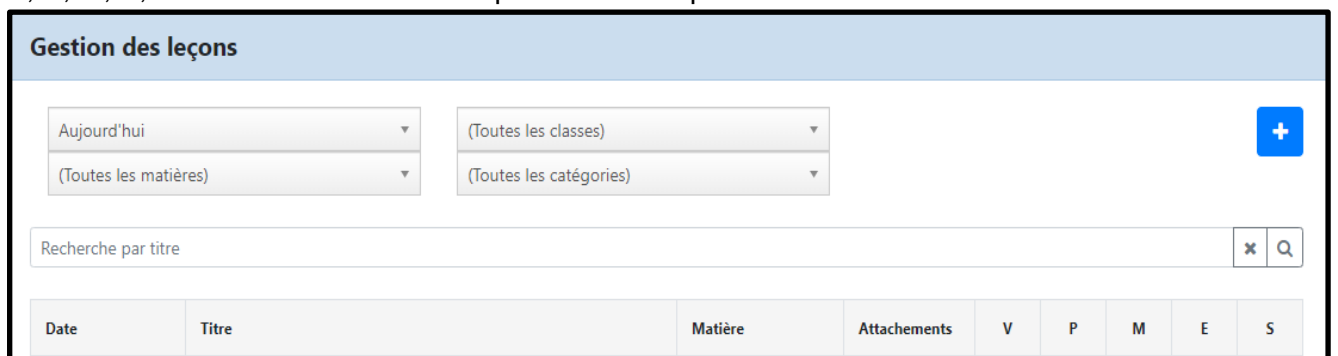 Gestion des leçons
Aujourd'hui (Toutes les classes)
+
(Toutes les matières) (Toutes les catégories)
Recherche par titre
Date Titre Matière Attachements V P M E S